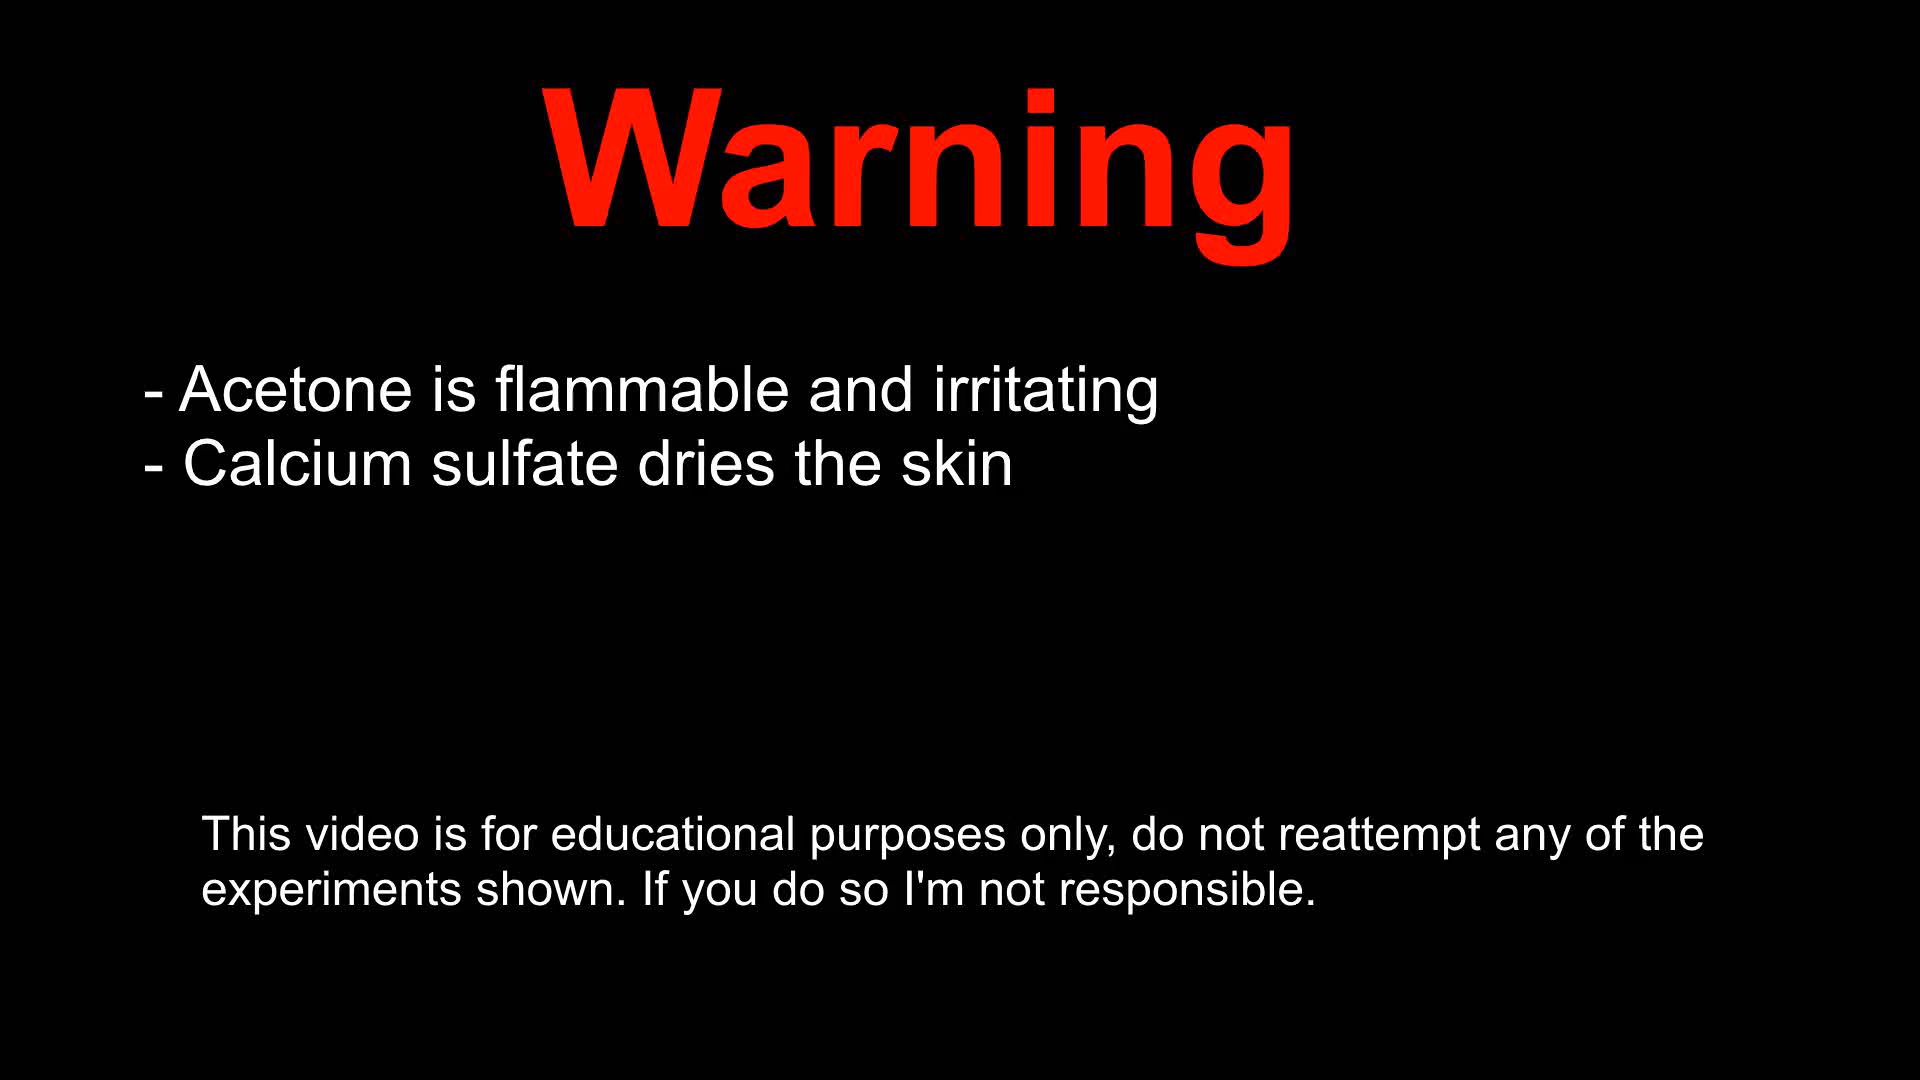 Warning
- Acetone is flammable and irritating
- Calcium sulfate dries the skin
This video is for educational purposes only, do not reattempt any of the
experiments shown. If you do so I'm not responsible.